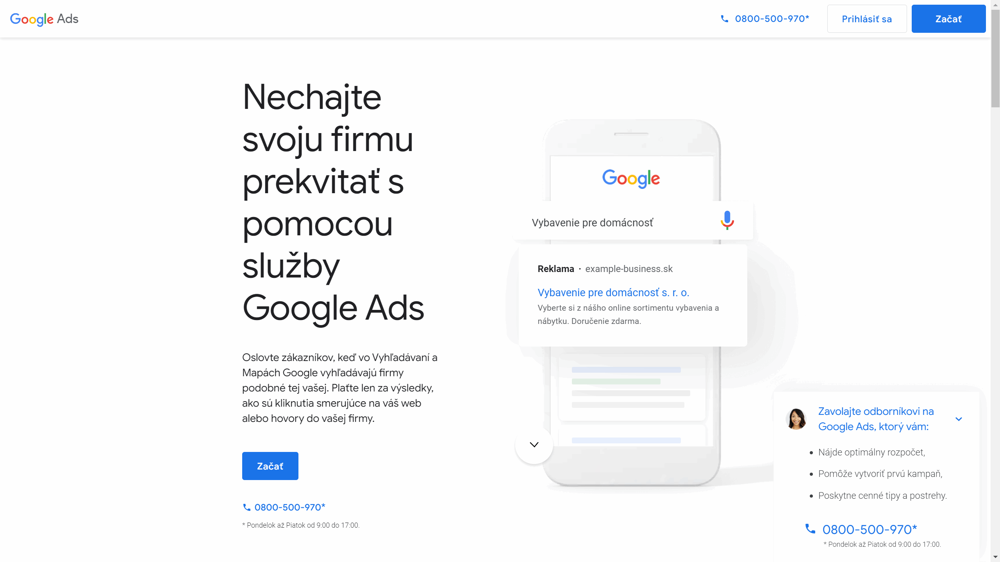 Google Ads
0800-500-970*
Prihlásiť sa
Začať
Nechajte
svoju firmu
prekvitať s
pomocou
služby
Google Ads
Oslovte zákazníkov, keď vo Vyhľadávaní a
Mapách Google vyhľadávajú firmy
podobné tej vašej. Plaťte len za výsledky,
ako sú kliknutia smerujúce na váš web
alebo hovory do vašej firmy.
Začať
0800-500-970*
* Pondelok až Piatok od 9:00 do 17:00.
Google
Vybavenie pre domácnosť
Reklama · example-business.sk
Vybavenie pre domácnosť s. r. o.
Vyberte si z nášho online sortimentu vybavenia a
nábytku. Doručenie zdarma.
Zavolajte odborníkovi na
Google Ads, ktorý vám:
• Nájde optimálny rozpočet,
• Pomôže vytvoriť prvú kampaň,
• Poskytne cenné tipy a postrehy.
0800-500-970*
* Pondelok až Piatok od 9:00 do 17:00.